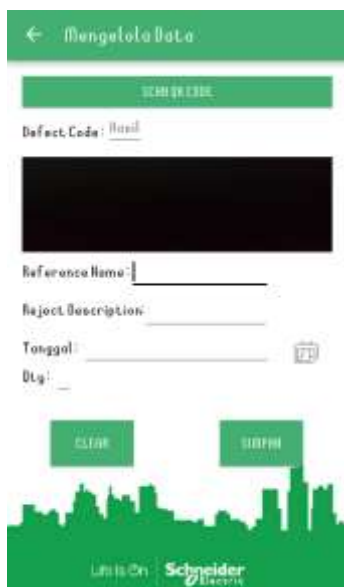 Mengelola Data
SCAN QR CODE
Defect Code : Hasil
Reference Name :
Reject Description
Tanggal :
Qty :
CLEAR SIMPAN
Life Is On Schneider
Electric